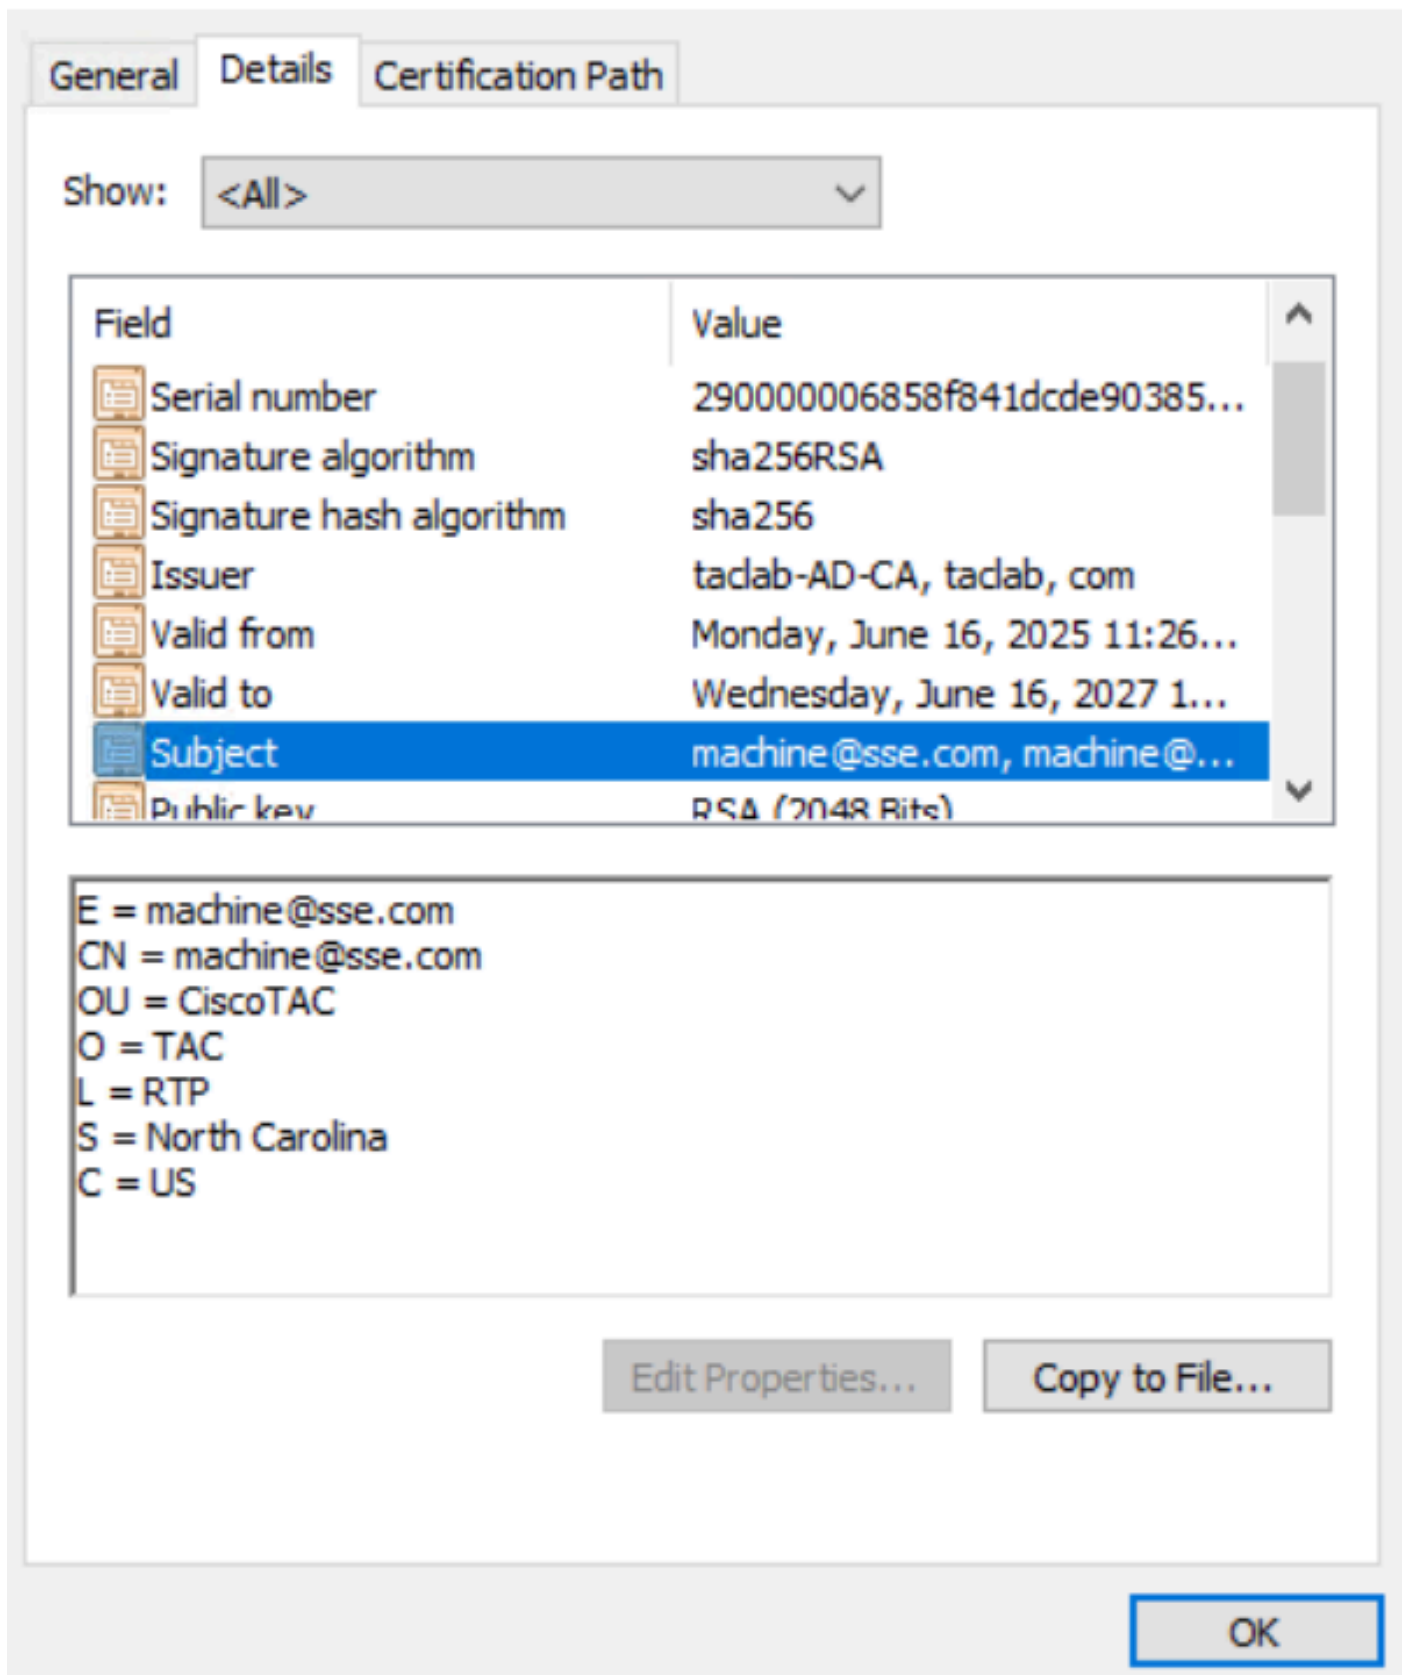 General Details Certification Path
Show: <All>
Field Value
Serial number 290000006858f841dcde90385...
Signature algorithm sha256RSA
Signature hash algorithm sha256
Issuer taclab-AD-CA, taclab, com
Valid from Monday, June 16, 2025 11:26...
Valid to Wednesday, June 16, 2027 1...
Subject machine@sse.com, machine@...
Public key RSA (2048 Bits)
E = machine@sse.com
CN = machine@sse.com
OU = CiscoTAC
O = TAC
L = RTP
S = North Carolina
C = US
Edit Properties... Copy to File...
OK